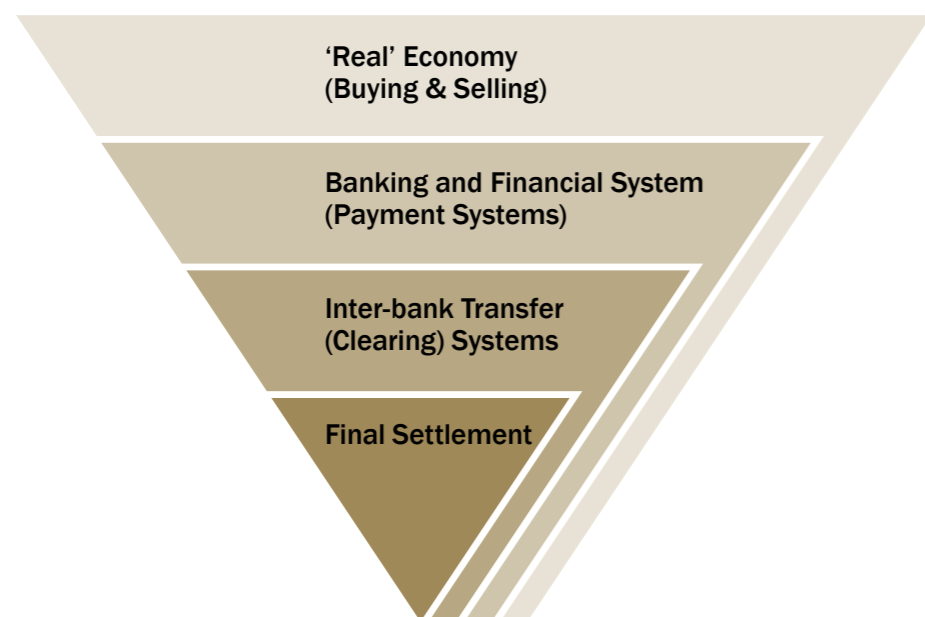 ‘Real’ Economy
(Buying & Selling)
Banking and Financial System
(Payment Systems)
Inter-bank Transfer
(Clearing) Systems
Final Settlement